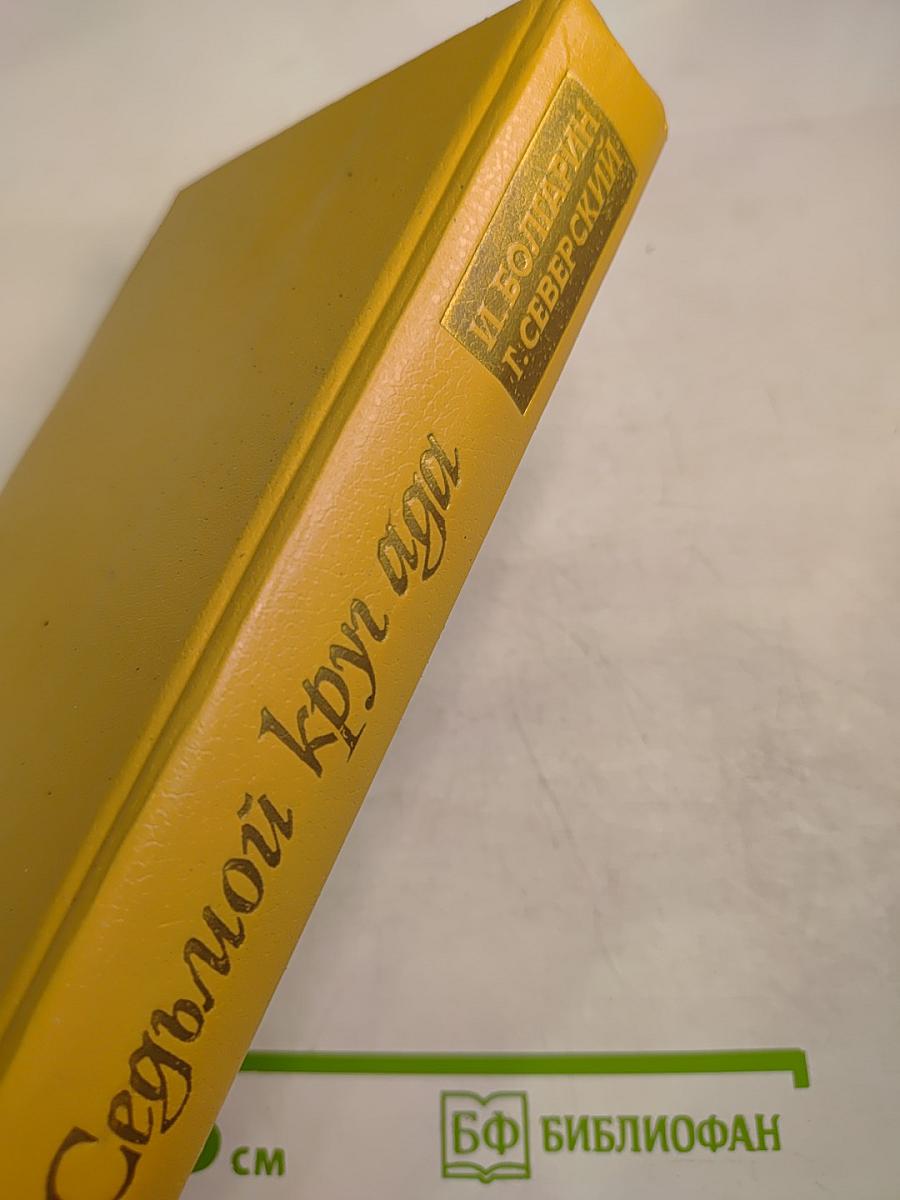 И. БОЛГАРИН
Г. СЕВЕРСКИЙ
Седьмой круг ада
см
БФ БИБЛИОФАН